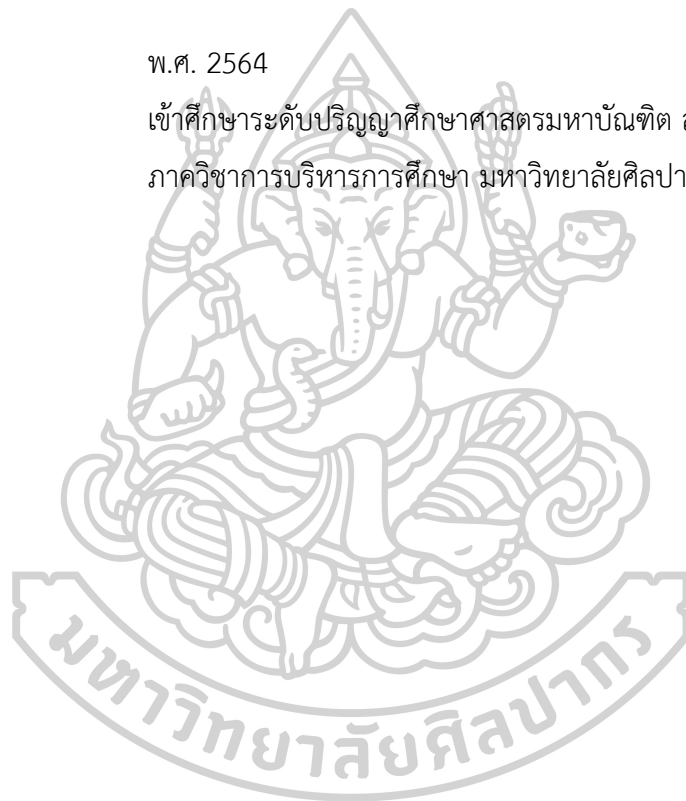 พ.ศ. 2564
เข้าศึกษาระดับปริญญาศึกษาศาสตรมหาบัณฑิต
ภาควิชาการบริหารการศึกษา มหาวิทยาลัยศิลปา
มหาวิทยาลัยศิลปากร